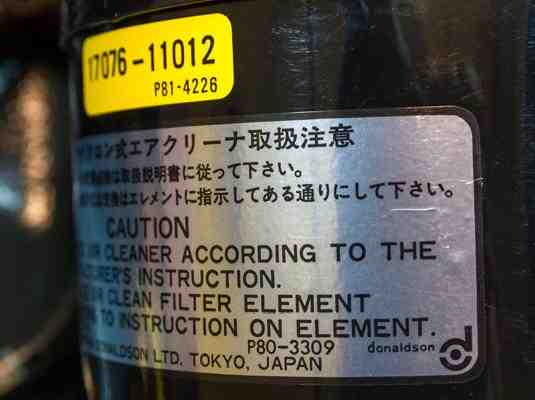 17076-11012
P81-4226
クロン式エアクリーナ取扱注意
は取扱説明書に従って下さい。
はエレメントに指示してある通りにして下さい。
CAUTION
AIR CLEANER ACCORDING TO THE
INSTRUCTION.
CLEAN FILTER ELEMENT
TO INSTRUCTION ON ELEMENT.
P80-3309
donaldson
DONALDSON LTD. TOKYO, JAPAN